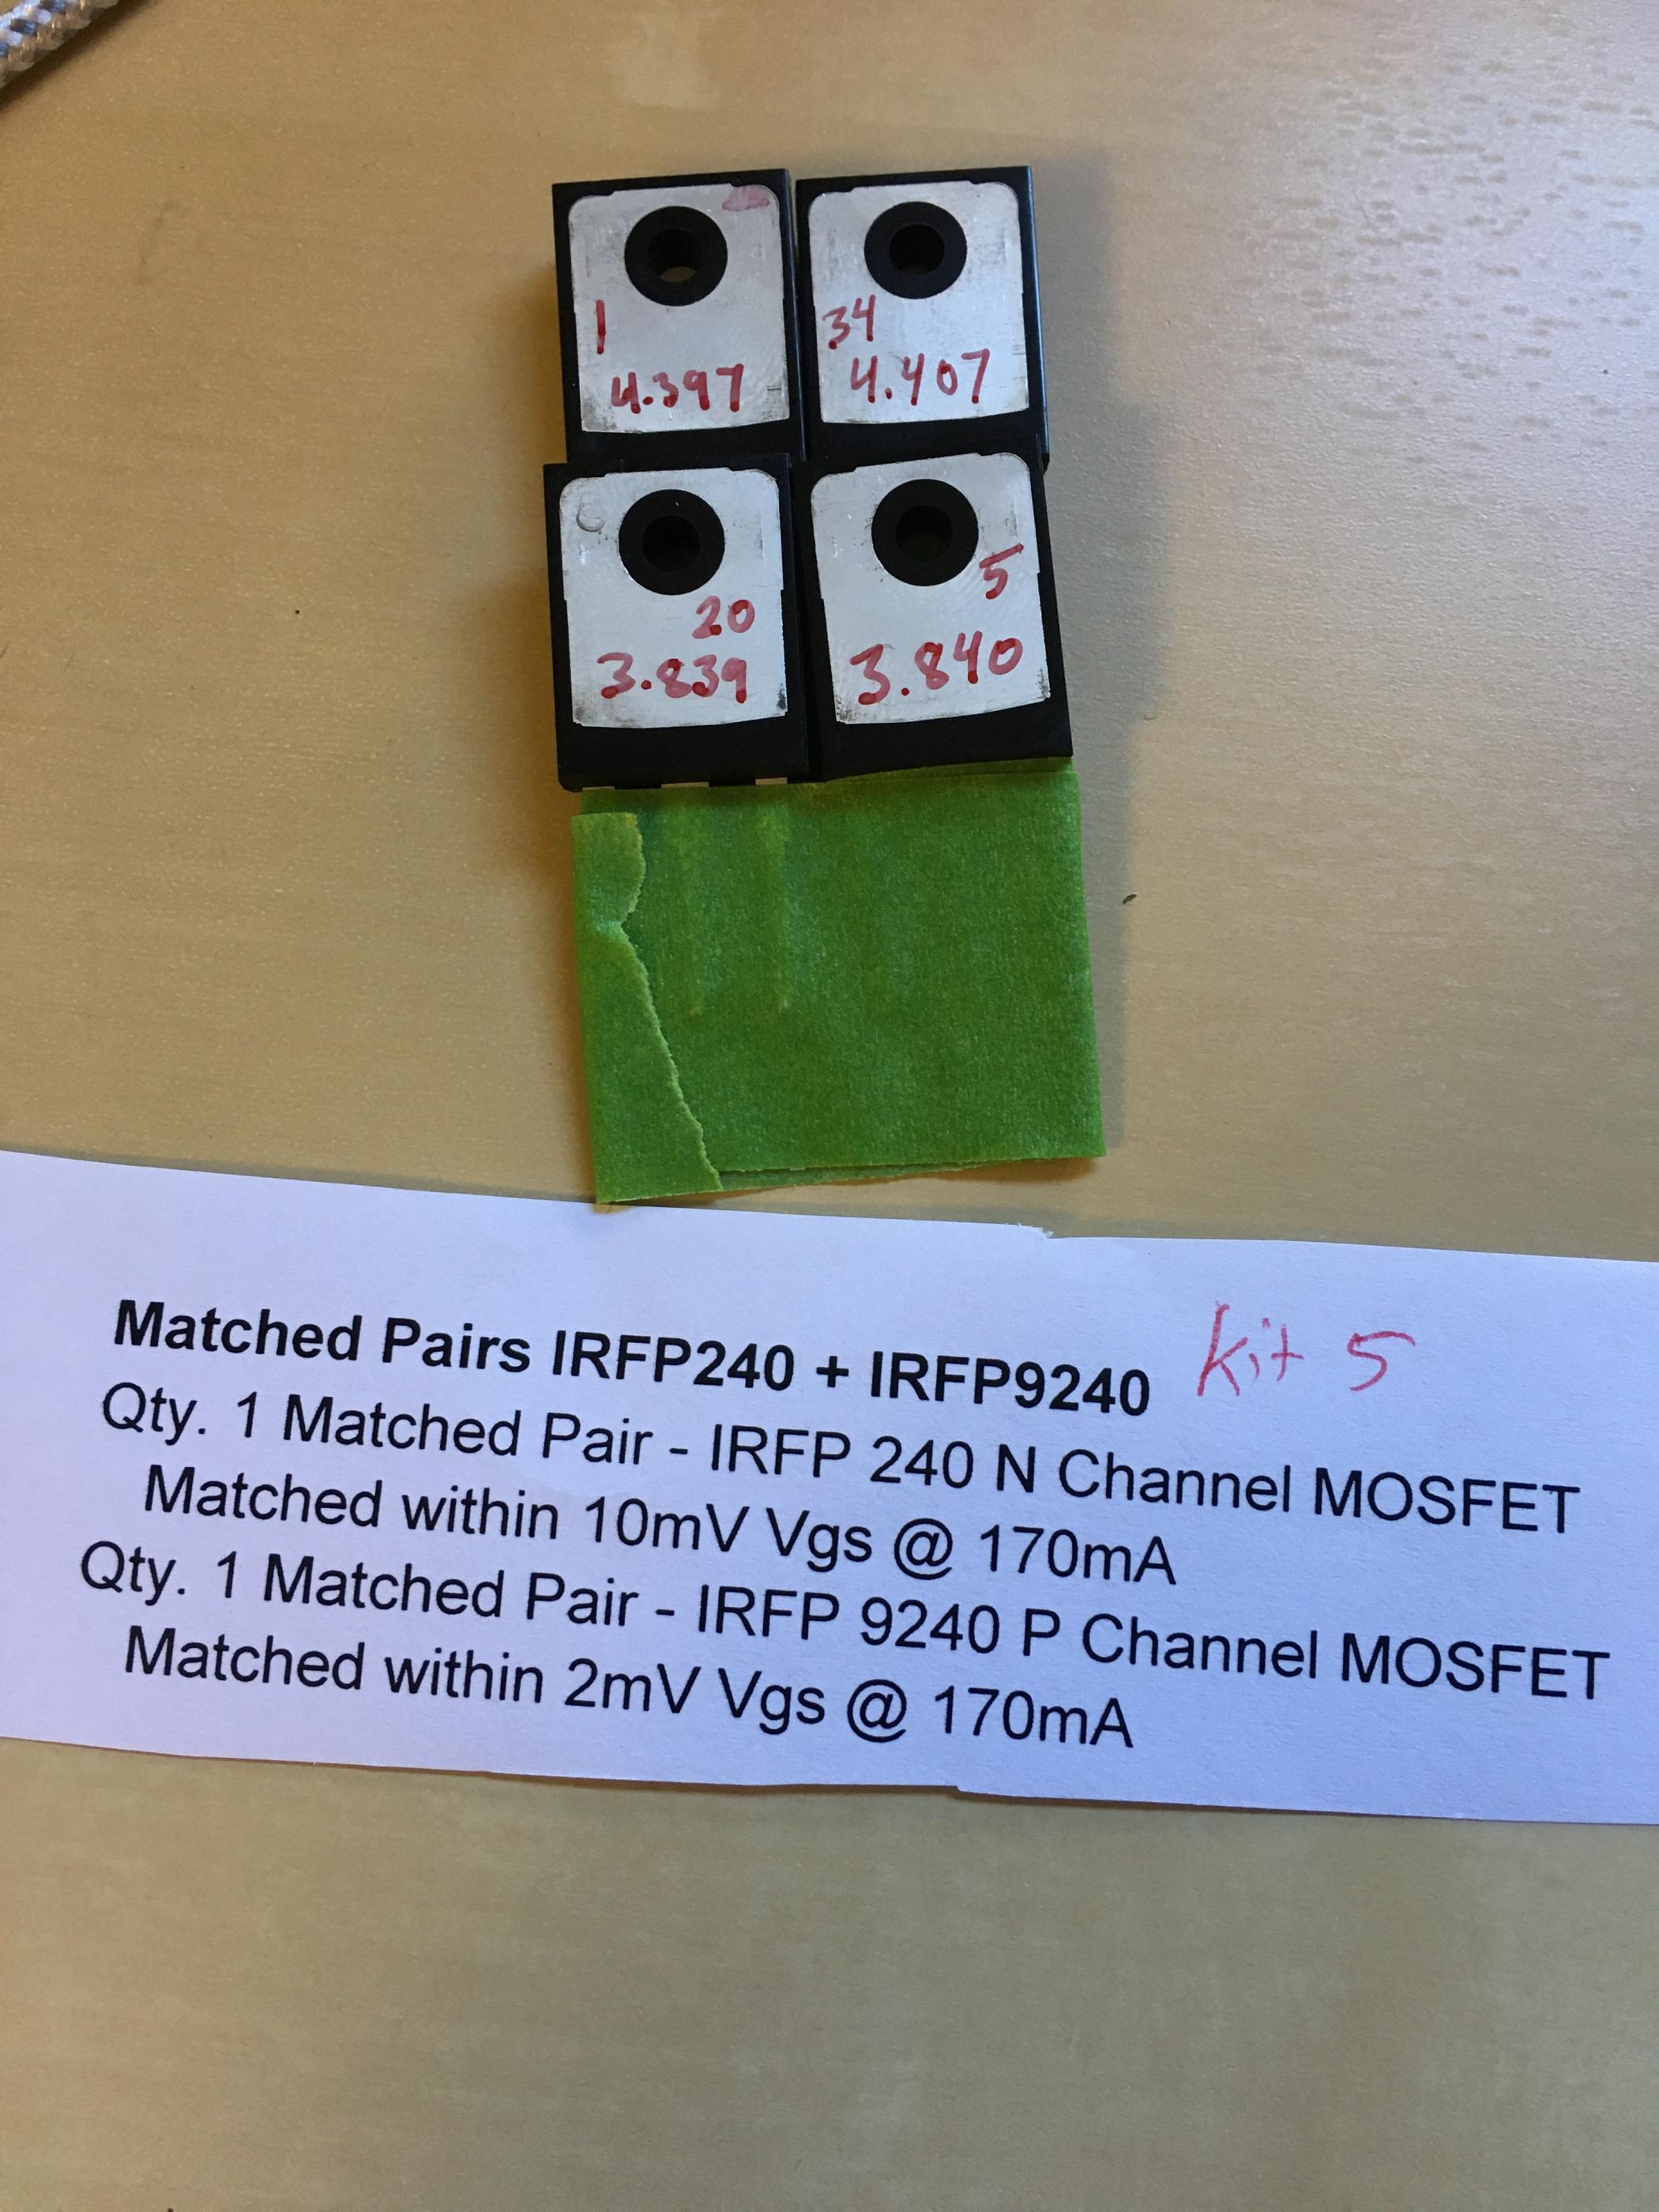 1
4.397
34
4.407
20
3.839
5
3.840
Matched Pairs IRFP240 + IRFP9240 kit 5
Qty. 1 Matched Pair - IRFP 240 N Channel MOSFET
Matched within 10mV Vgs @ 170mA
Qty. 1 Matched Pair - IRFP 9240 P Channel MOSFET
Matched within 2mV Vgs @ 170mA